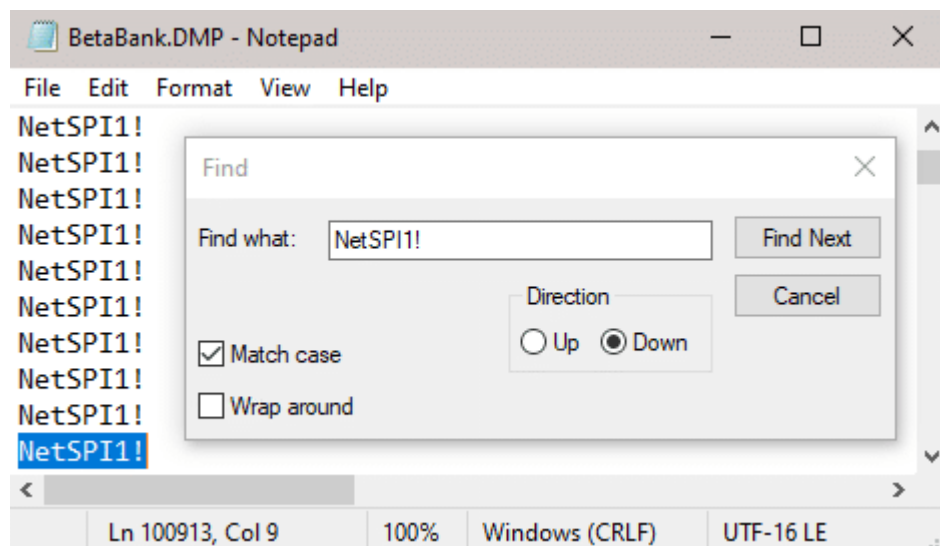 BetaBank.DMP - Notepad
File Edit Format View Help
NetSPI1!
NetSPI1!
NetSPI1!
NetSPI1!
NetSPI1!
NetSPI1!
NetSPI1!
NetSPI1!
NetSPI1!
NetSPI1!
Find
Find what: NetSPI1! Find Next
Direction Cancel
Up Down
Match case
Wrap around
Ln 100913, Col 9 100% Windows (CRLF) UTF-16 LE